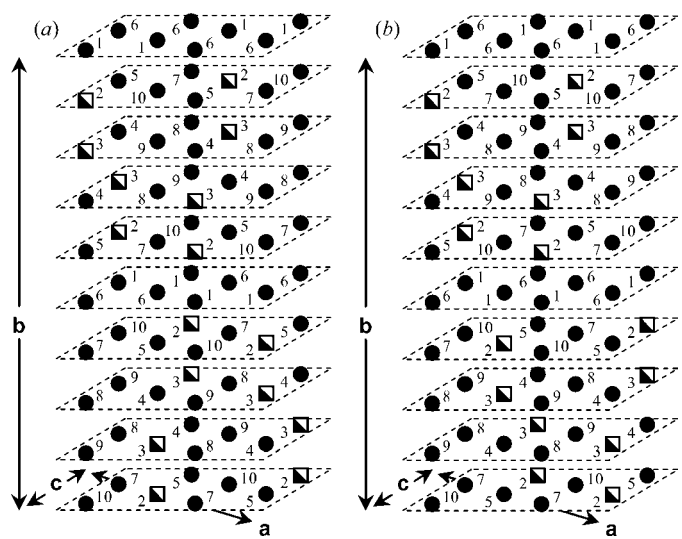 (a) 6 6 1 1
1 1 6 6
5 7 2 10
2 10 5 7
4 8 3 9
3 9 4 8
3 9 4 8
4 8 3 9
2 10 5 7
5 7 2 10
1 1 6 6
6 6 1 1
b
10 2 7 5
7 5 10 2
9 3 8 4
8 4 9 3
8 4 9 3
9 3 8 4
c
7 5 10 2
10 2 7 5
a
(b) 6 1 1 6
1 6 6 1
5 10 2 7
2 7 5 10
4 9 3 8
3 8 4 9
3 8 4 9
4 9 3 8
2 7 5 10
5 10 2 7
1 6 6 1
6 1 1 6
b
10 5 7 2
7 2 10 5
9 4 8 3
8 3 9 4
8 3 9 4
9 4 8 3
c
7 2 10 5
10 5 7 2
a